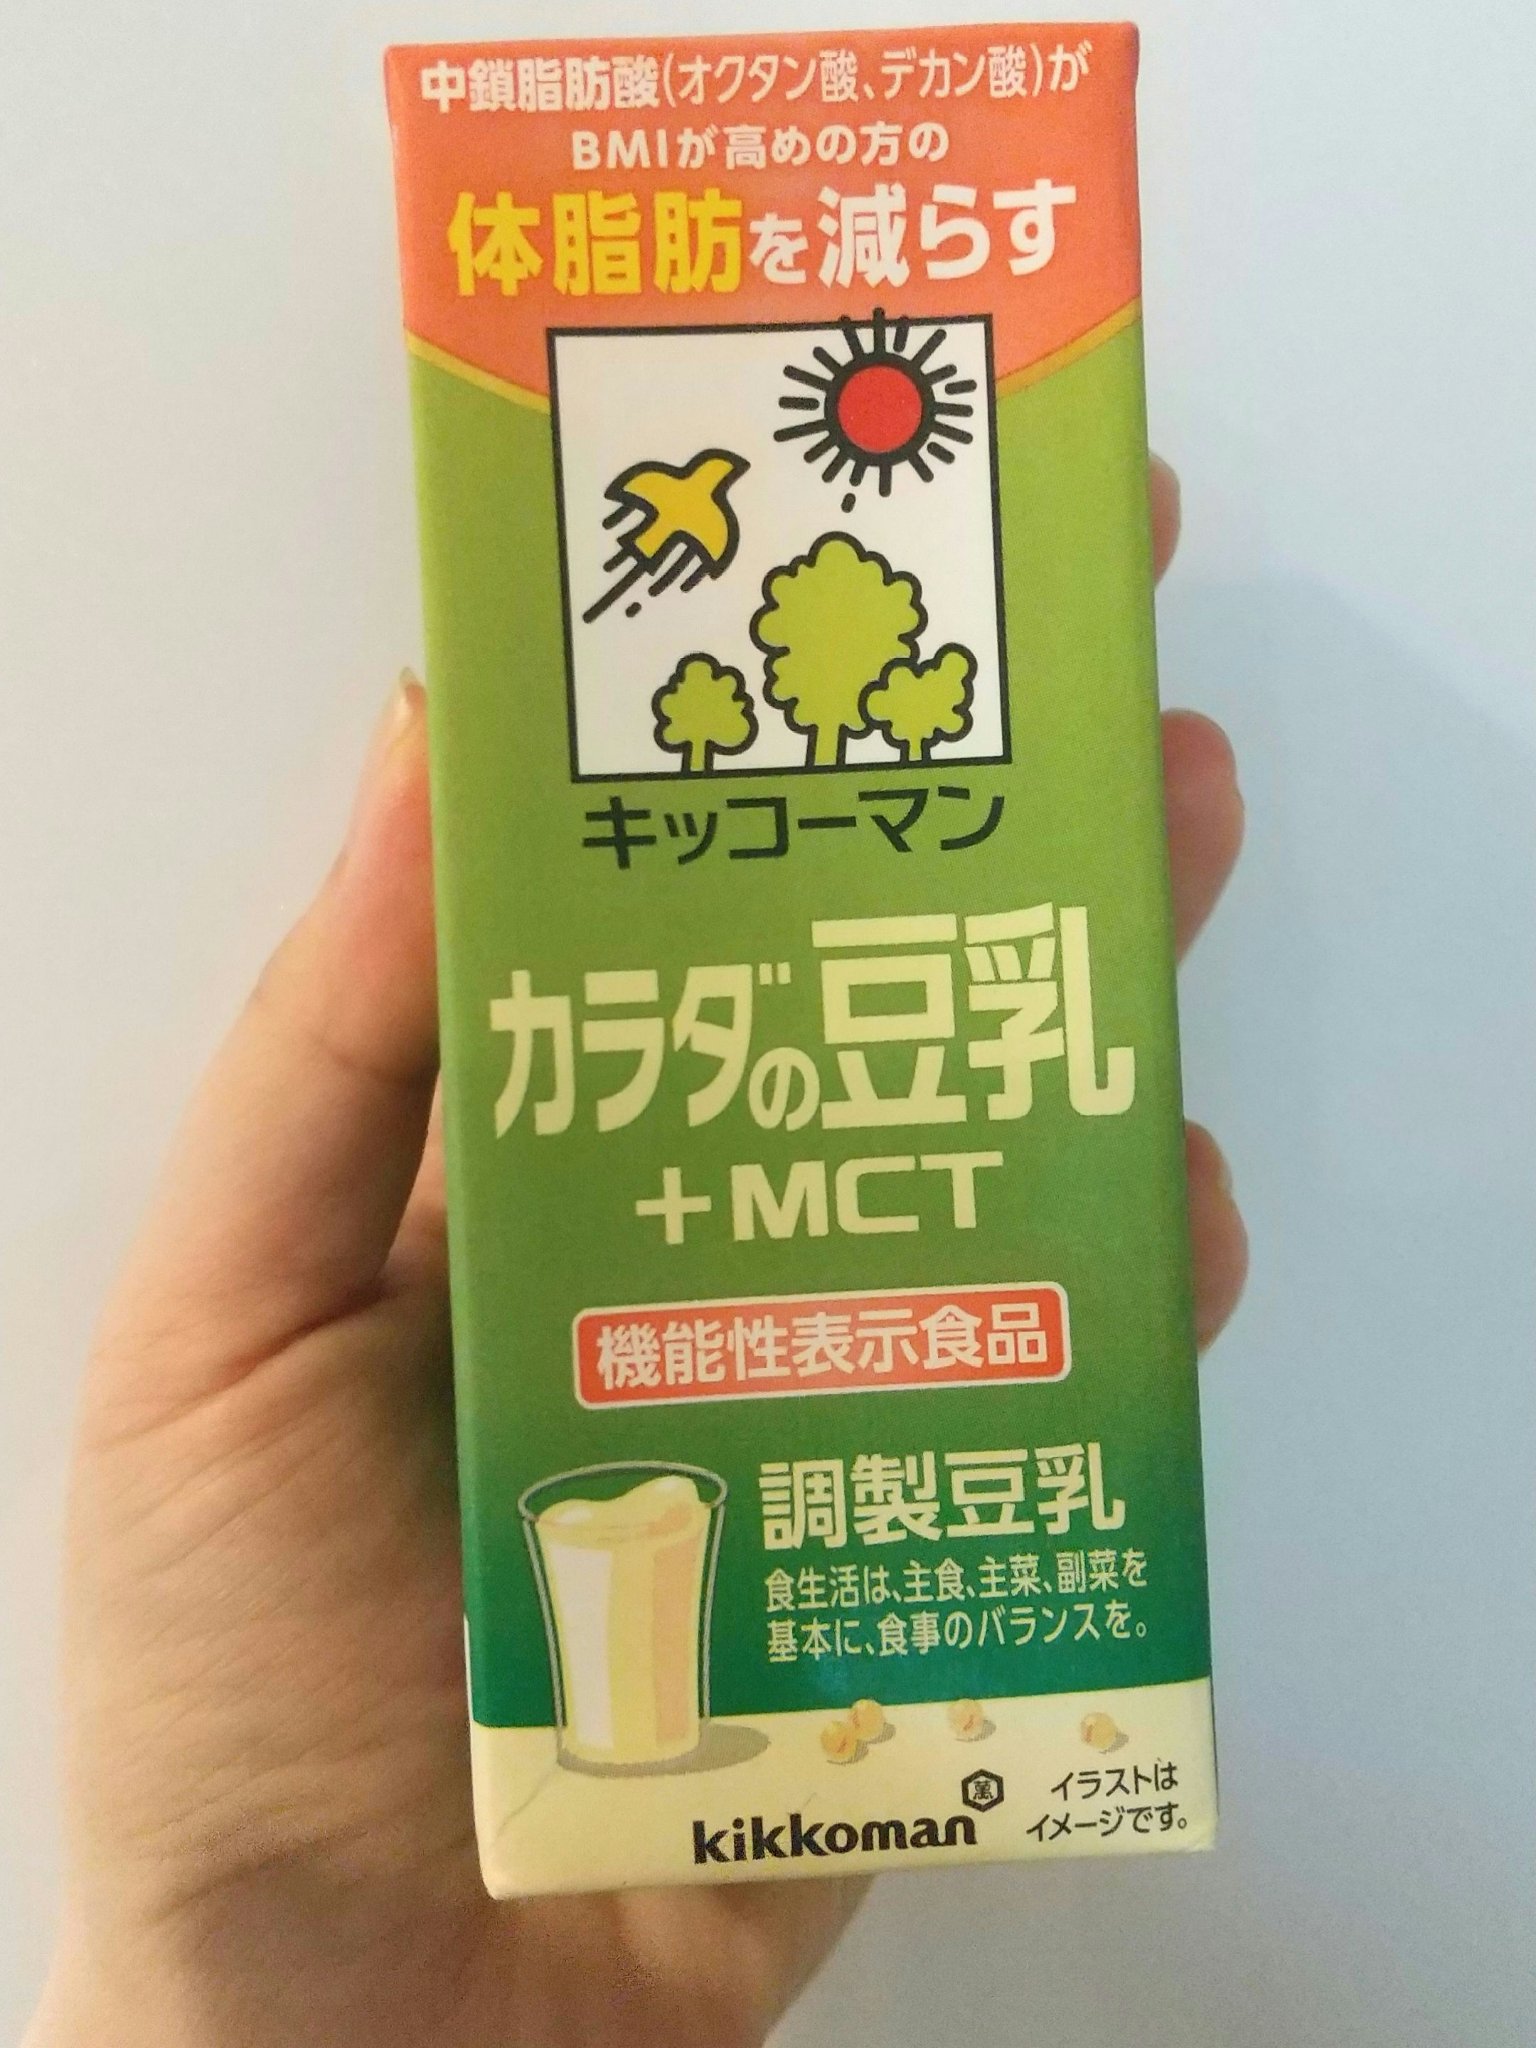 中鎖脂肪酸(オクタン酸、デカン酸)が
BMIが高めの方の
体脂肪を減らす
キッコーマン
カラダの豆乳
+MCT
機能性表示食品
調製豆乳
食生活は、主食、主菜、副菜を
基本に、食事のバランスを。
萬
kikkoman
イラストは
イメージです。